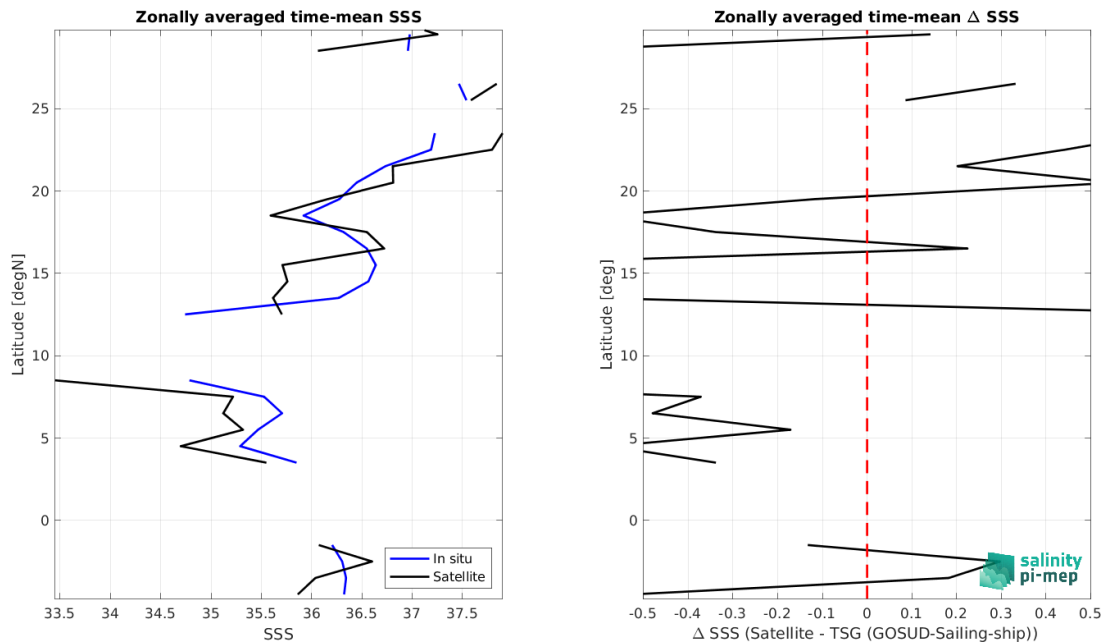 Zonally averaged time-mean SSS
Latitude [degN]
25
20
15
10
5
0
33.5 34 34.5 35 35.5 36 36.5 37 37.5
SSS
In situ
Satellite
Zonally averaged time-mean Δ SSS
Latitude [deg]
25
20
15
10
5
0
-0.5 -0.4 -0.3 -0.2 -0.1 0 0.1 0.2 0.3 0.4 0.5
Δ SSS (Satellite - TSG (GOSUD-Sailing-ship))
salinity
pi-mep